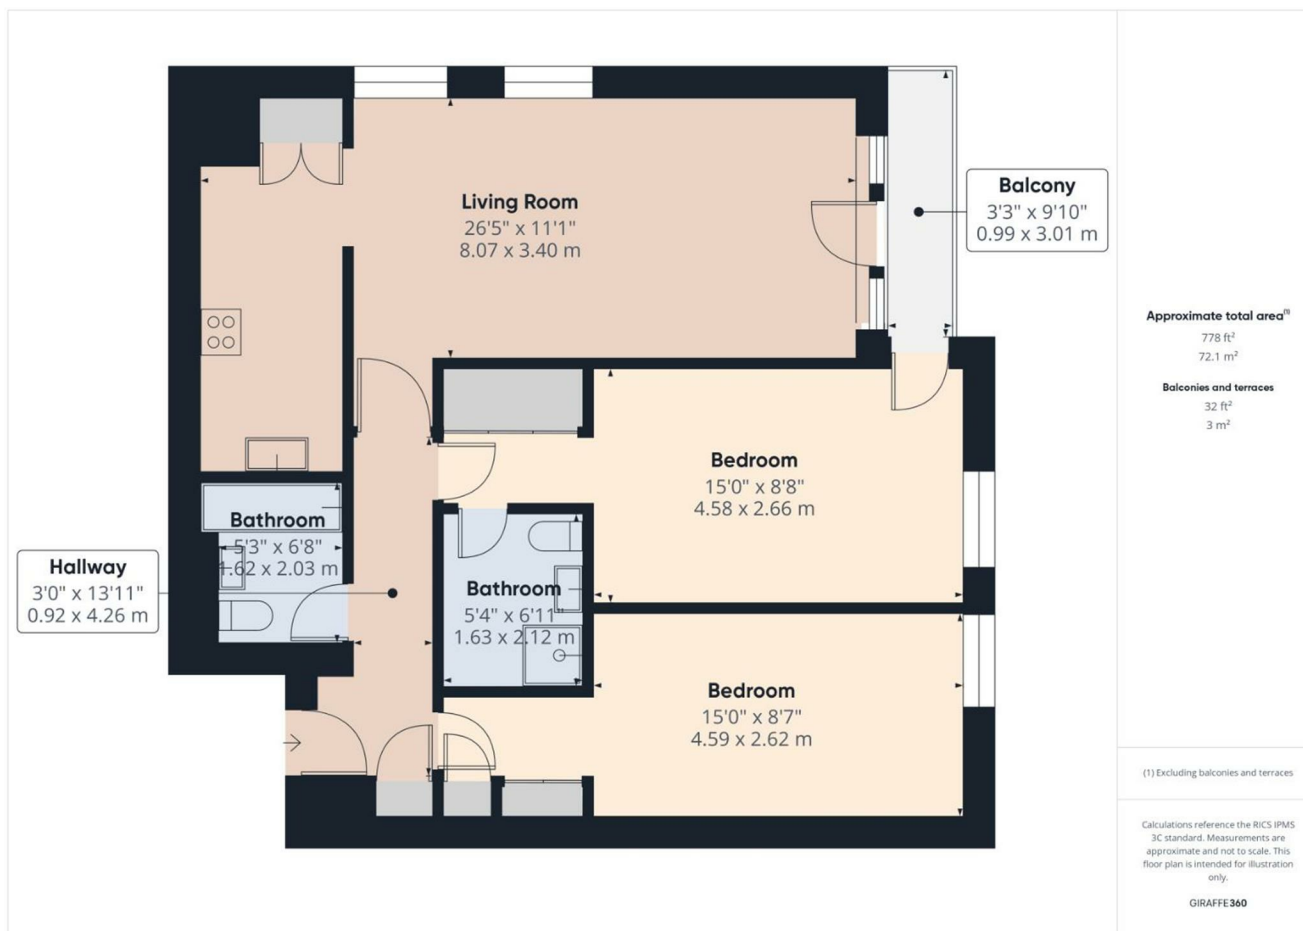 Living Room
26'5" x 11'1"
8.07 x 3.40 m
Balcony
3'3" x 9'10"
0.99 x 3.01 m
Bedroom
15'0" x 8'8"
4.58 x 2.66 m
Bathroom
5'3" x 6'8"
1.62 x 2.03 m
Hallway
3'0" x 13'11"
0.92 x 4.26 m
Bathroom
5'4" x 6'11"
1.63 x 2.12 m
Bedroom
15'0" x 8'7"
4.59 x 2.62 m
Approximate total area(1)
778 ft²
72.1 m²
Balconies and terraces
32 ft²
3 m²
(1) Excluding balconies and terraces
Calculations reference the RICS IPMS
3C standard. Measurements are
approximate and not to scale. This
floor plan is intended for illustration
only.
GIRAFFE360